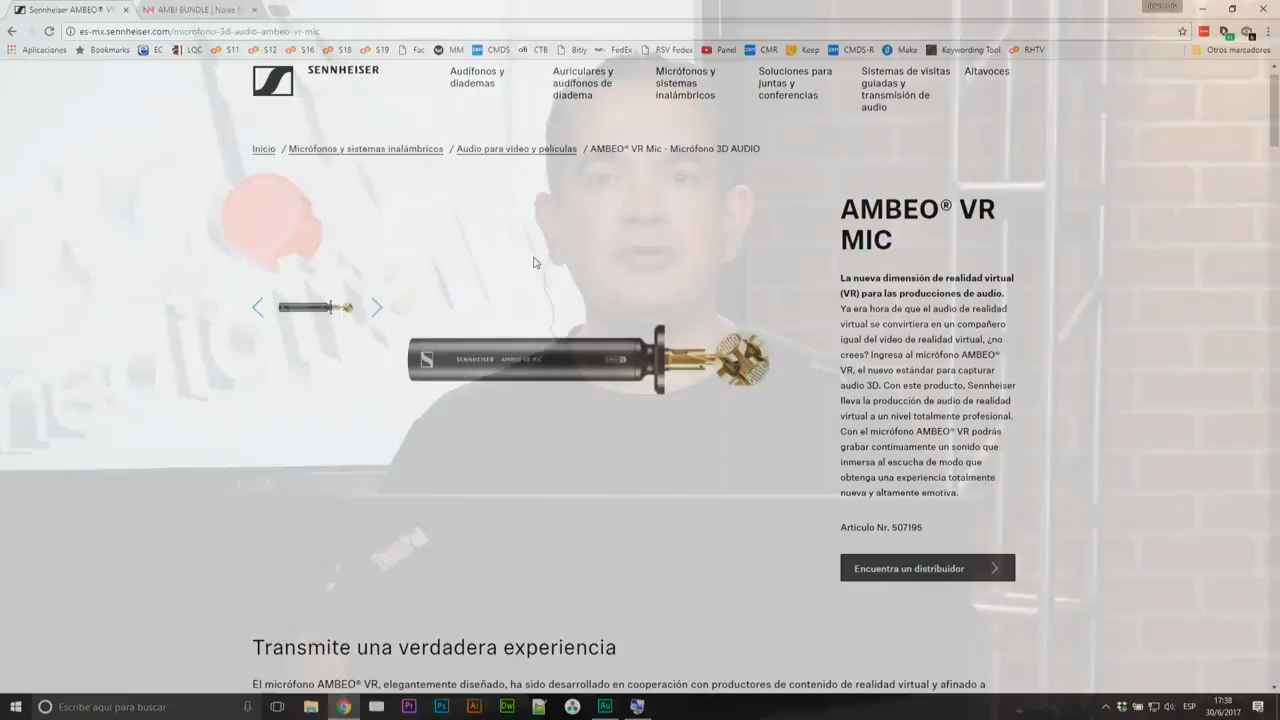 Sennheiser AMBEO® V
AMBI BUNDLE | Noise
es-mx.sennheiser.com/microfono-3d-audio-ambeo-vr-mic
Aplicaciones
Bookmarks
EC
LQC
S11
S12
S16
S18
S19
Fac
MM
CMDS
CTB
Bitly
FedEx
RSV Fedex
Panel
CMR
Keep
CMDS-R
Make
Keywording Tool
RHTV
Otros marcadores
SENNHEISER
Audífonos y
diademas
Auriculares y
audífonos de
diadema
Micrófonos y
sistemas
inalámbricos
Soluciones para
juntas y
conferencias
Sistemas de visitas
guiadas y
transmisión de
audio
Altavoces
Inicio / Micrófonos y sistemas inalámbricos / Audio para video y películas / AMBEO® VR Mic - Micrófono 3D AUDIO
AMBEO® VR
MIC
La nueva dimensión de realidad virtual
(VR) para las producciones de audio.
Ya era hora de que el audio de realidad
virtual se convirtiera en un compañero
igual del video de realidad virtual, ¿no
crees? Ingresa al micrófono AMBEO®
VR, el nuevo estándar para capturar
audio 3D. Con este producto, Sennheiser
lleva la producción de audio de realidad
virtual a un nivel totalmente profesional.
Con el micrófono AMBEO® VR podrás
grabar continuamente un sonido que
inmersa al escucha de modo que
obtenga una experiencia totalmente
nueva y altamente emotiva.
SENNHEISER AMBEO VR MIC
Artículo Nr. 507195
Encuentra un distribuidor
Transmite una verdadera experiencia
El micrófono AMBEO® VR, elegantemente diseñado, ha sido desarrollado en cooperación con productores de contenido de realidad virtual y afinado a
Escribe aquí para buscar
Pr
Ps
Ai
Dw
Au
ESP
17:38
30/6/2017